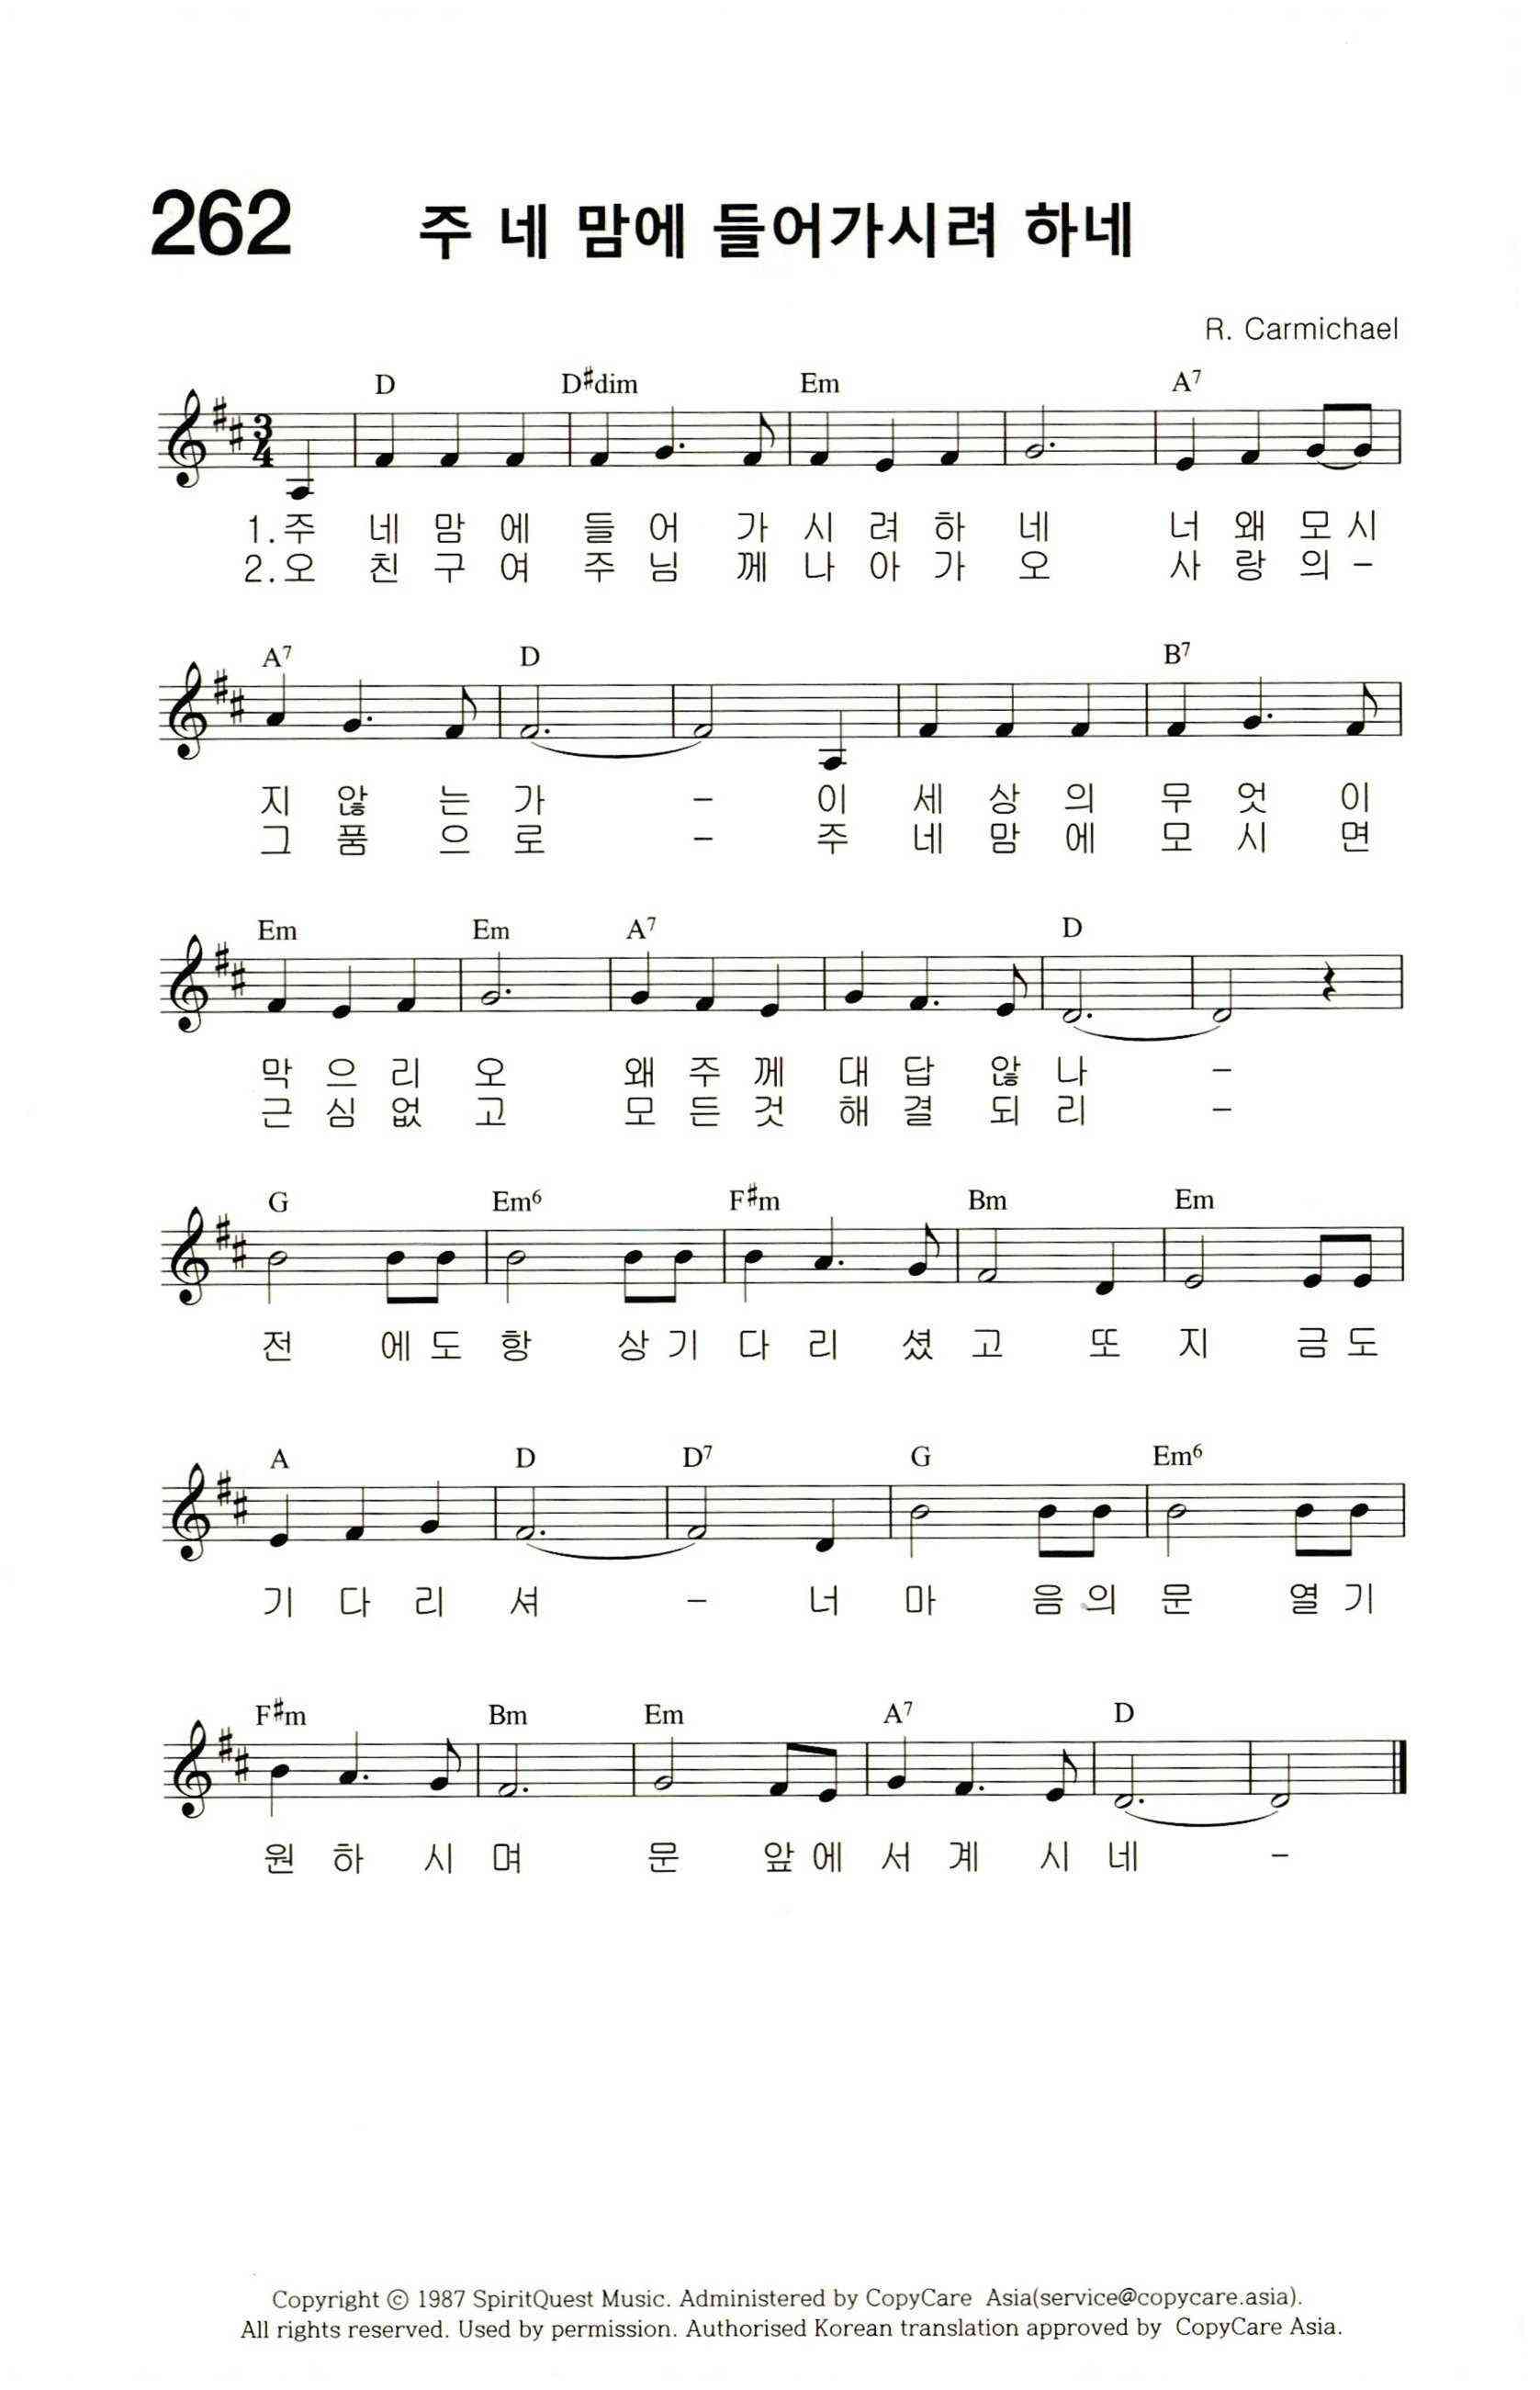 262 주 네 맘에 들어가시려 하네
R. Carmichael
D D♯dim Em A7
3/4
1.주 네 맘 에 들 어 가 시 려 하 네 너 왜 모 시
2.오 친 구 여 주 님 께 나 아 가 오 사 랑 의 -
A7 D B7
지 않 는 가 - 이 세 상 의 무 엇 이
그 품 으 로 - 주 네 맘 에 모 시 면
Em Em A7 D
막 으 리 오 왜 주 께 대 답 않 나 -
근 심 없 고 모 든 것 해 결 되 리 -
G Em6 F♯m Bm Em
전 에 도 항 상 기 다 리 셨 고 또 지 금 도
A D D7 G Em6
기 다 리 셔 - 너 마 음 의 문 열 기
F♯m Bm Em A7 D
원 하 시 며 문 앞 에 서 계 시 네 -
Copyright ⓒ 1987 SpiritQuest Music. Administered by CopyCare Asia(service@copycare.asia).
All rights reserved. Used by permission. Authorised Korean translation approved by CopyCare Asia.